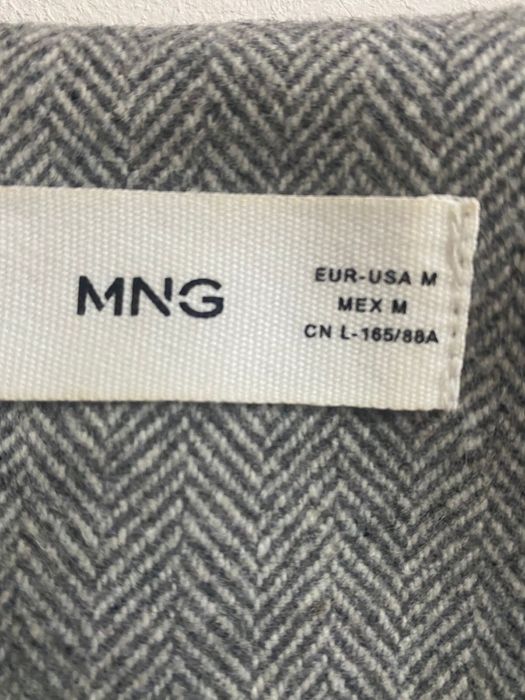 MNG
EUR-USA M
MEX M
CN L-165/88A